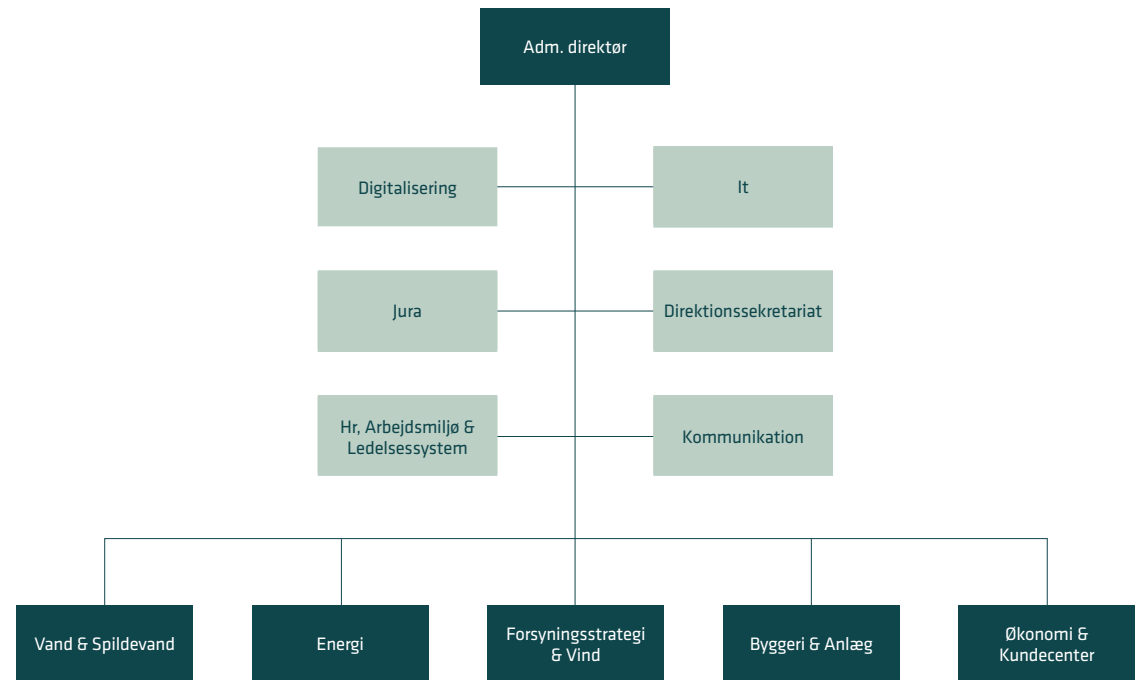 Adm. direktør
Digitalisering
It
Jura
Direktionssekretariat
Hr, Arbejdsmiljø &
Ledelsessystem
Kommunikation
Vand & Spildevand
Energi
Forsyningsstrategi
& Vind
Byggeri & Anlæg
Økonomi &
Kundecenter